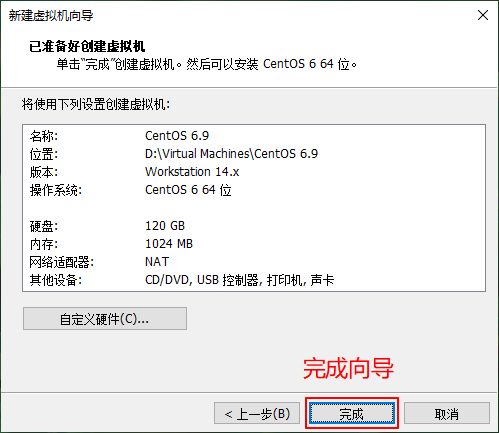 新建虚拟机向导
已准备好创建虚拟机
单击“完成”创建虚拟机。然后可以安装 CentOS 6 64 位。
将使用下列设置创建虚拟机:
名称: CentOS 6.9
位置: D:\Virtual Machines\CentOS 6.9
版本: Workstation 14.x
操作系统: CentOS 6 64 位
硬盘: 120 GB
内存: 1024 MB
网络适配器: NAT
其他设备: CD/DVD, USB 控制器, 打印机, 声卡
自定义硬件(C)...
完成向导
< 上一步(B) 完成 取消